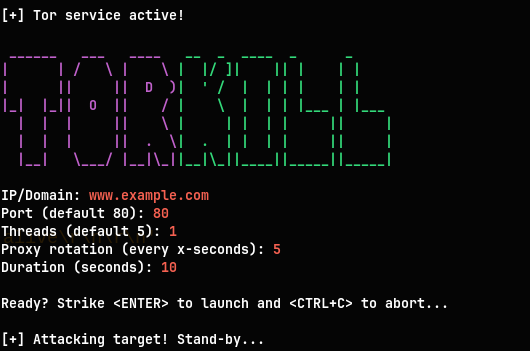 [+] Tor service active!
TORKILL
IP/Domain: www.example.com
Port (default 80): 80
Threads (default 5): 1
Proxy rotation (every x-seconds): 5
Duration (seconds): 10
Ready? Strike <ENTER> to launch and <CTRL+C> to abort...
[+] Attacking target! Stand-by...